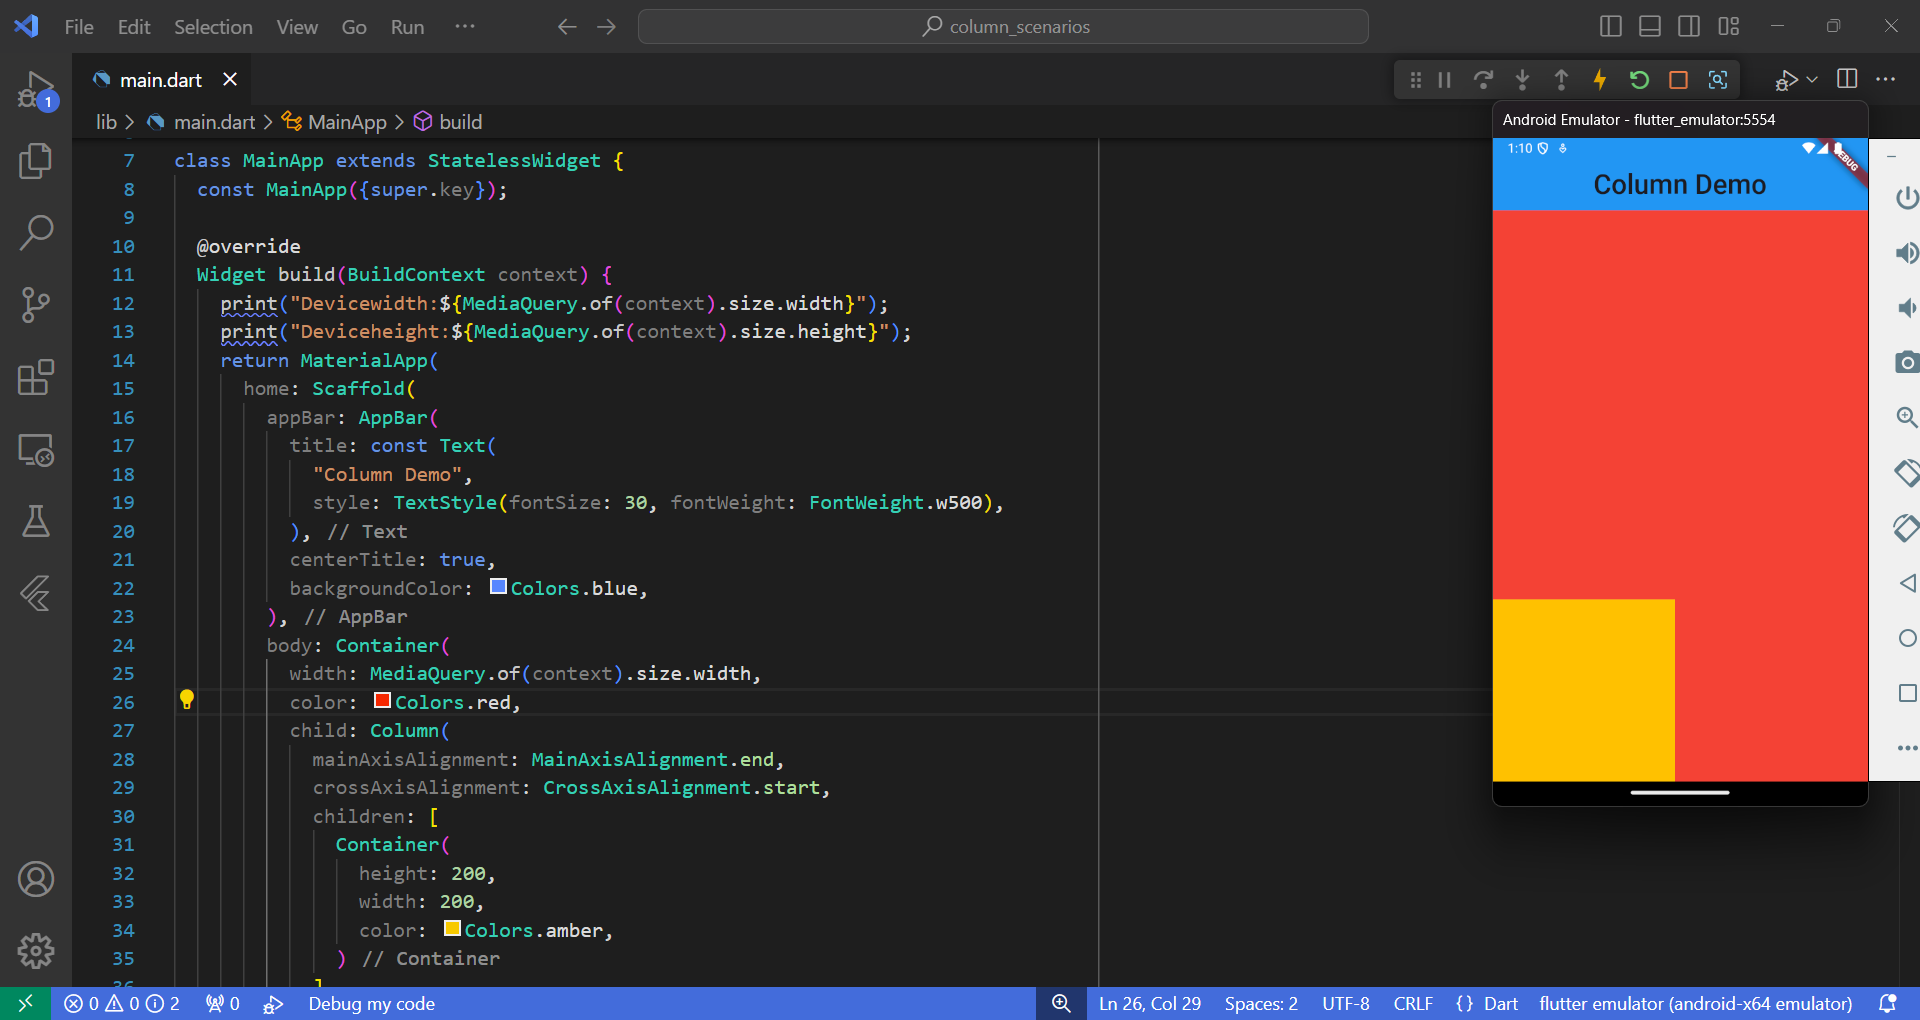 File Edit Selection View Go Run ···
column_scenarios
main.dart
lib > main.dart > MainApp > build
1
7 class MainApp extends StatelessWidget {
8 const MainApp({super.key});
9
10 @override
11 Widget build(BuildContext context) {
12 print("Devicewidth:${MediaQuery.of(context).size.width}");
13 print("Deviceheight:${MediaQuery.of(context).size.height}");
14 return MaterialApp(
15 home: Scaffold(
16 appBar: AppBar(
17 title: const Text(
18 "Column Demo",
19 style: TextStyle(fontSize: 30, fontWeight: FontWeight.w500),
20 ), // Text
21 centerTitle: true,
22 backgroundColor: Colors.blue,
23 ), // AppBar
24 body: Container(
25 width: MediaQuery.of(context).size.width,
26 color: Colors.red,
27 child: Column(
28 mainAxisAlignment: MainAxisAlignment.end,
29 crossAxisAlignment: CrossAxisAlignment.start,
30 children: [
31 Container(
32 height: 200,
33 width: 200,
34 color: Colors.amber,
35 ) // Container
36 ]
Android Emulator - flutter_emulator:5554
1:10
DEBUG
Column Demo
0 0 2 0 Debug my code
Ln 26, Col 29 Spaces: 2 UTF-8 CRLF {} Dart flutter emulator (android-x64 emulator)